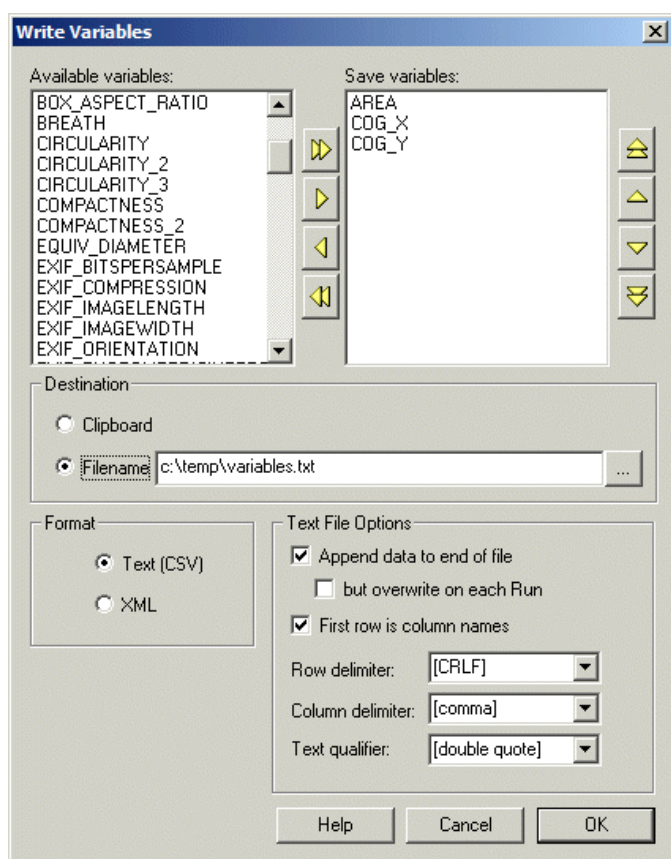 Write Variables
Available variables:
BOX_ASPECT_RATIO
BREATH
CIRCULARITY
CIRCULARITY_2
CIRCULARITY_3
COMPACTNESS
COMPACTNESS_2
EQUIV_DIAMETER
EXIF_BITSPERSAMPLE
EXIF_COMPRESSION
EXIF_IMAGELENGTH
EXIF_IMAGEWIDTH
EXIF_ORIENTATION
Save variables:
AREA
COG_X
COG_Y
Destination
Clipboard
Filename c:\temp\variables.txt ...
Format
Text (CSV)
XML
Text File Options
Append data to end of file
but overwrite on each Run
First row is column names
Row delimiter: [CRLF]
Column delimiter: [comma]
Text qualifier: [double quote]
Help Cancel OK